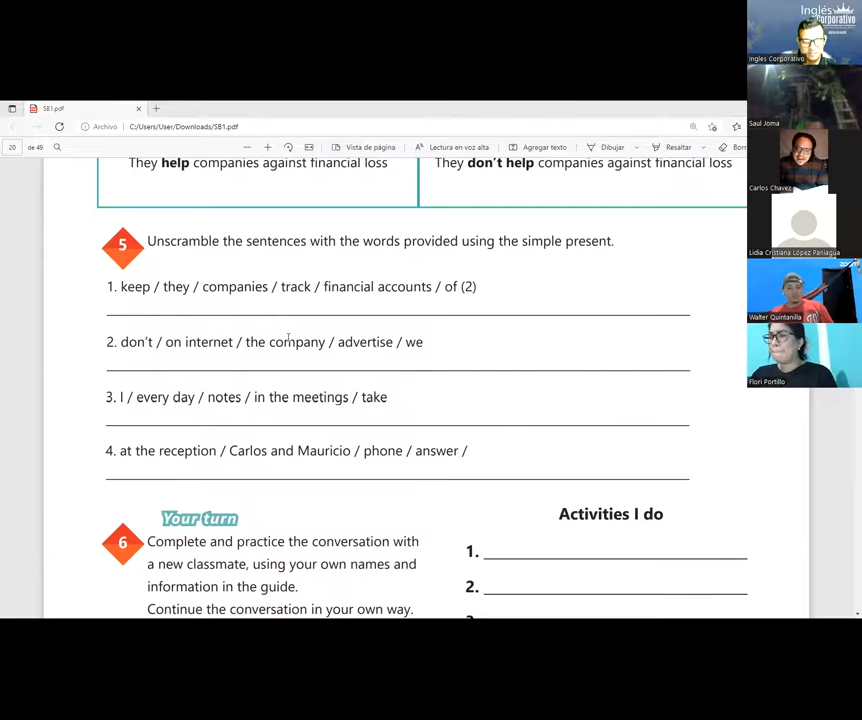 SB1.pdf
Archivo
C:/Users/User/Downloads/SB1.pdf
20 de 49
Vista de página
Lectura en voz alta
Agregar texto
Dibujar
Resaltar
Borr
They help companies against financial loss
They don't help companies against financial loss
5 Unscramble the sentences with the words provided using the simple present.
1. keep / they / companies / track / financial accounts / of (2)
2. don't / on internet / the company / advertise / we
3. I / every day / notes / in the meetings / take
4. at the reception / Carlos and Mauricio / phone / answer /
Your turn
6 Complete and practice the conversation with
a new classmate, using your own names and
information in the guide.
Continue the conversation in your own way.
Activities I do
1.
2.
Inglés
Corporativo
Ingles Corporativo
Saul Joma
Carlos Chavez
Lidia Cristiana López Paniagua
Walter Quintanilla
Flori Portillo